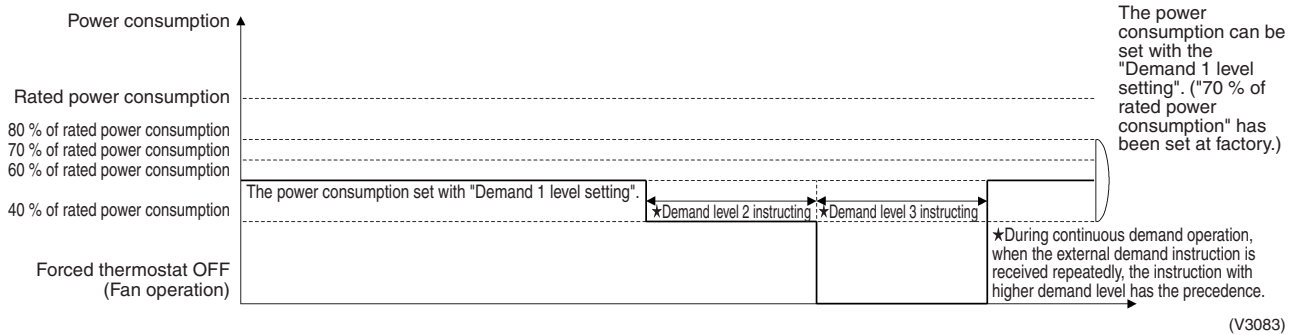 Power consumption
Rated power consumption
80 % of rated power consumption
70 % of rated power consumption
60 % of rated power consumption
40 % of rated power consumption
Forced thermostat OFF
(Fan operation)
The power consumption set with "Demand 1 level setting".
★Demand level 2 instructing
★Demand level 3 instructing
The power
consumption can be
set with the
"Demand 1 level
setting". ("70 % of
rated power
consumption" has
been set at factory.)
★During continuous demand operation,
when the external demand instruction is
received repeatedly, the instruction with
higher demand level has the precedence.
(V3083)